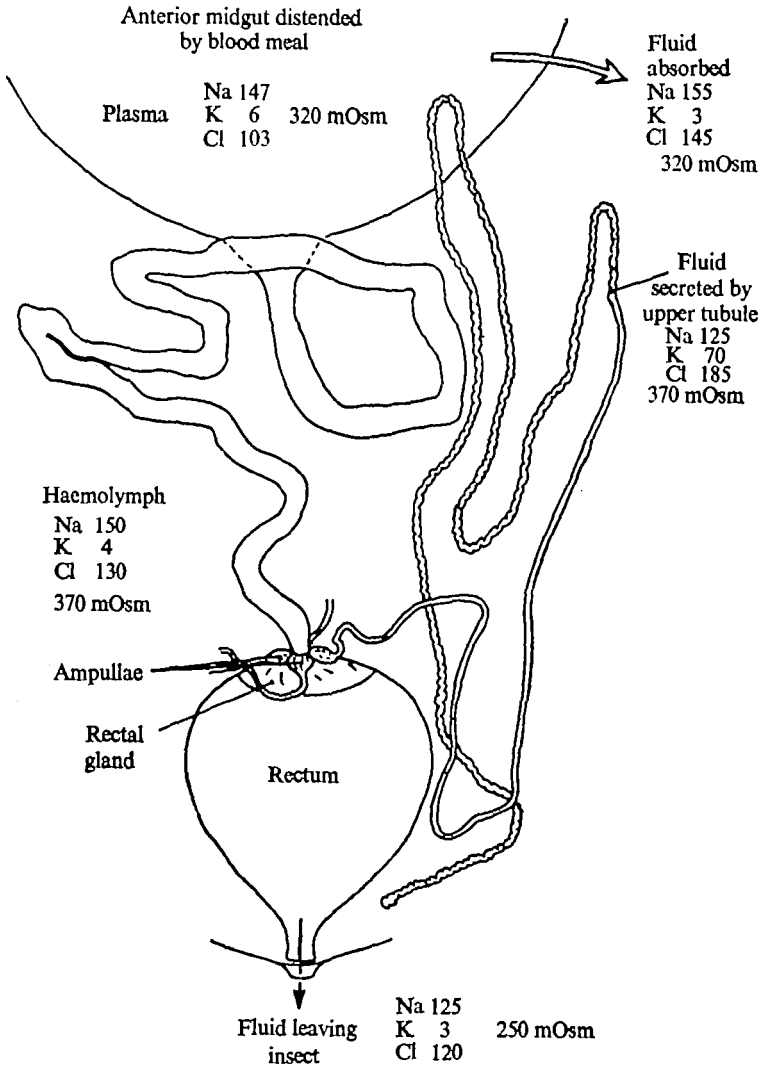 Anterior midgut distended
by blood meal
Plasma
Na 147
K 6
Cl 103
320 mOsm
Fluid
absorbed
Na 155
K 3
Cl 145
320 mOsm
Fluid
secreted by
upper tubule
Na 125
K 70
Cl 185
370 mOsm
Haemolymph
Na 150
K 4
Cl 130
370 mOsm
Ampullae
Rectal
gland
Rectum
Fluid leaving
insect
Na 125
K 3
Cl 120
250 mOsm